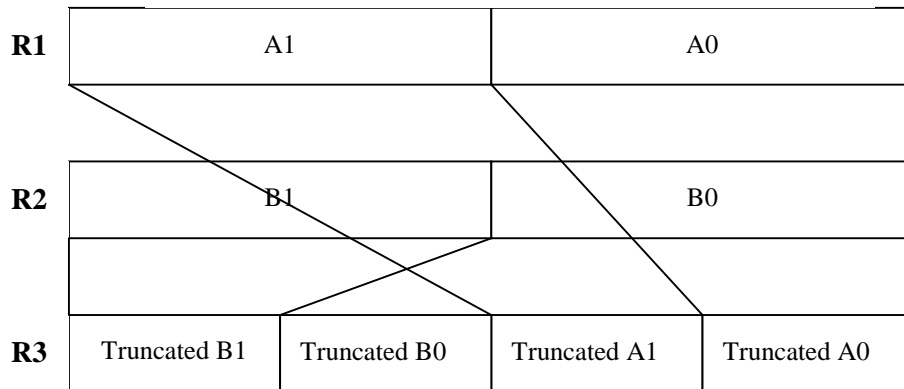 R1 A1 A0
R2 B1 B0
R3 Truncated B1 Truncated B0 Truncated A1 Truncated A0